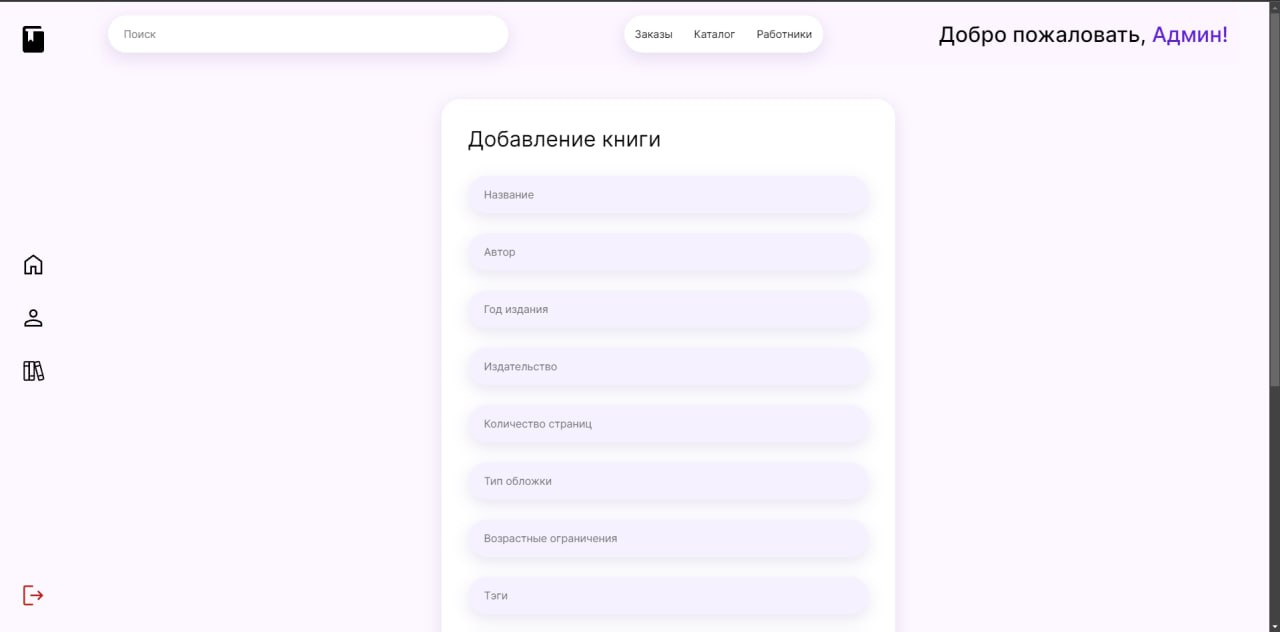 Поиск
Заказы Каталог Работники
Добро пожаловать, Админ!
Добавление книги
Название
Автор
Год издания
Издательство
Количество страниц
Тип обложки
Возрастные ограничения
Тэги